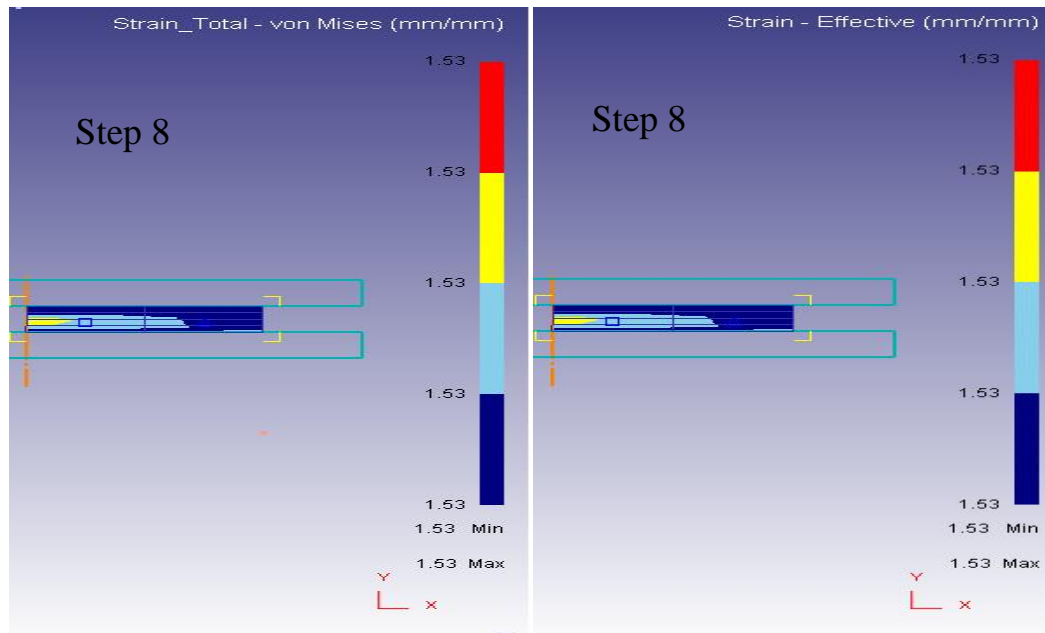 Strain_Total - von Mises (mm/mm)
1.53
Step 8
1.53
1.53
1.53
1.53
1.53 Min
1.53 Max
Y
X
Strain - Effective (mm/mm)
1.53
Step 8
1.53
1.53
1.53
1.53
1.53 Min
1.53 Max
Y
X